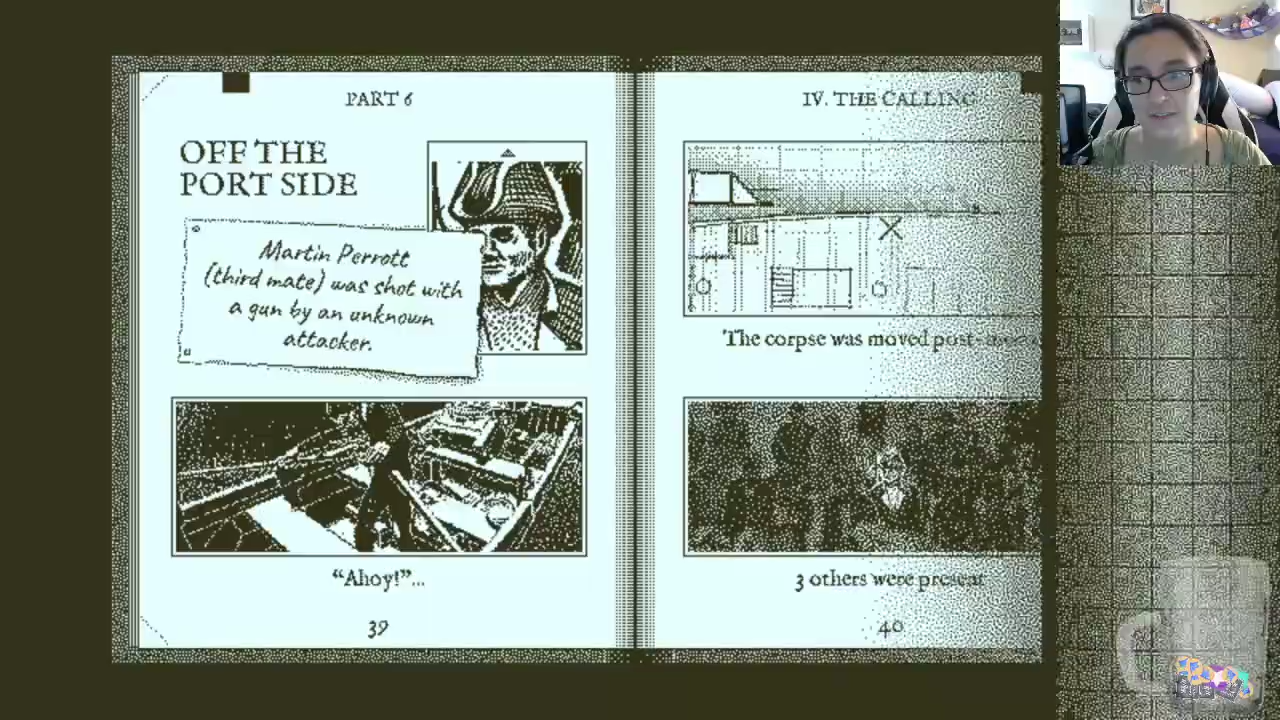 PART 6
OFF THE
PORT SIDE
Martin Perrott
(third mate) was shot with
a gun by an unknown
attacker.
“Ahoy!”...
39
IV. THE CALLING
The corpse was moved post-
3 others were present
40